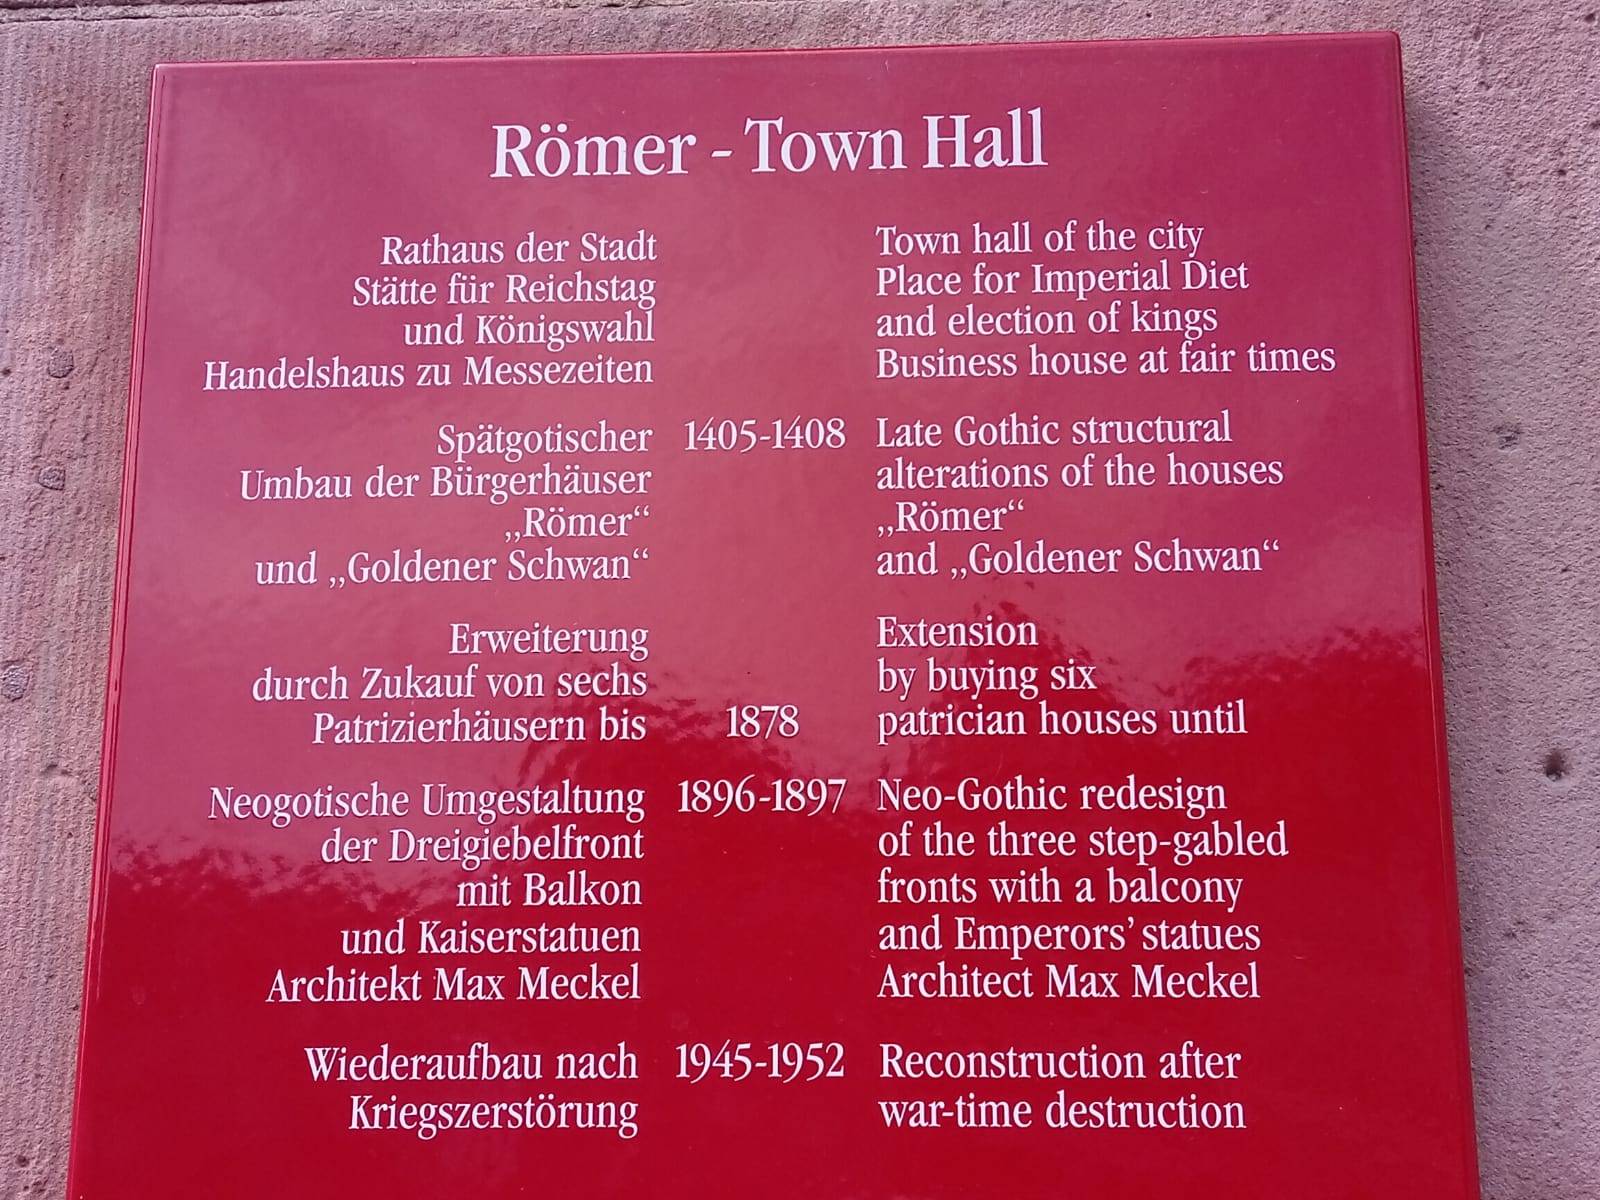 Römer - Town Hall
Rathaus der Stadt
Stätte für Reichstag
und Königswahl
Handelshaus zu Messezeiten
Town hall of the city
Place for Imperial Diet
and election of kings
Business house at fair times
Spätgotischer
Umbau der Bürgerhäuser
„Römer“
und „Goldener Schwan“
1405-1408
Late Gothic structural
alterations of the houses
„Römer“
and „Goldener Schwan“
Erweiterung
durch Zukauf von sechs
Patrizierhäusern bis
1878
Extension
by buying six
patrician houses until
Neogotische Umgestaltung
der Dreigiebelfront
mit Balkon
und Kaiserstatuen
Architekt Max Meckel
1896-1897
Neo-Gothic redesign
of the three step-gabled
fronts with a balcony
and Emperors’ statues
Architect Max Meckel
Wiederaufbau nach
Kriegszerstörung
1945-1952
Reconstruction after
war-time destruction